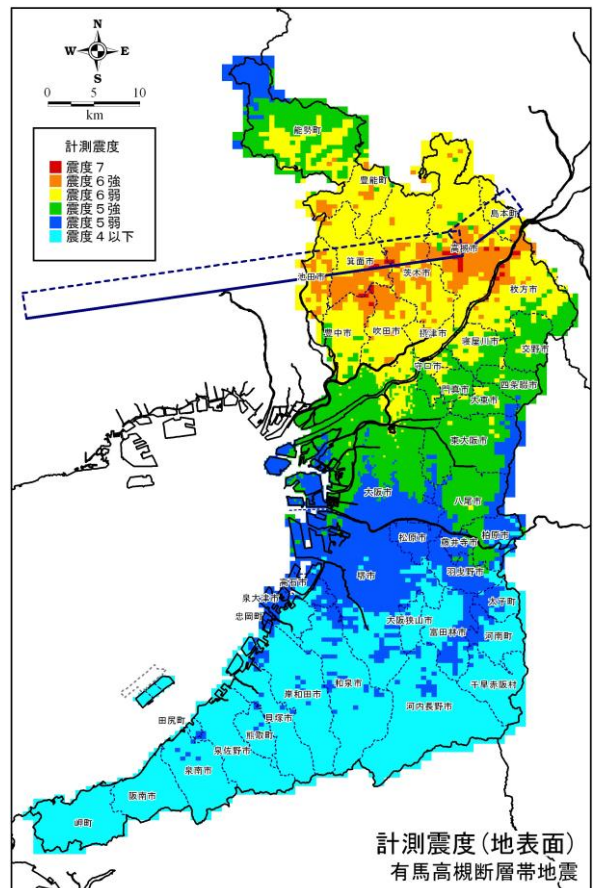 N
W E
S
0 5 10
km
計測震度
震度7
震度6強
震度6弱
震度5強
震度5弱
震度4以下
能勢町
豊能町
島本町
高槻市
箕面市
池田市
茨木市
枚方市
豊中市
吹田市
摂津市
寝屋川市
交野市
守口市
門真市
四条畷市
大東市
東大阪市
大阪市
八尾市
松原市
藤井寺市
柏原市
羽曳野市
堺市
高石市
泉大津市
忠岡町
太子町
大阪狭山市
富田林市
河南町
千早赤阪村
和泉市
岸和田市
河内長野市
貝塚市
田尻町
熊取町
泉佐野市
泉南市
阪南市
岬町
計測震度(地表面)
有馬高槻断層帯地震